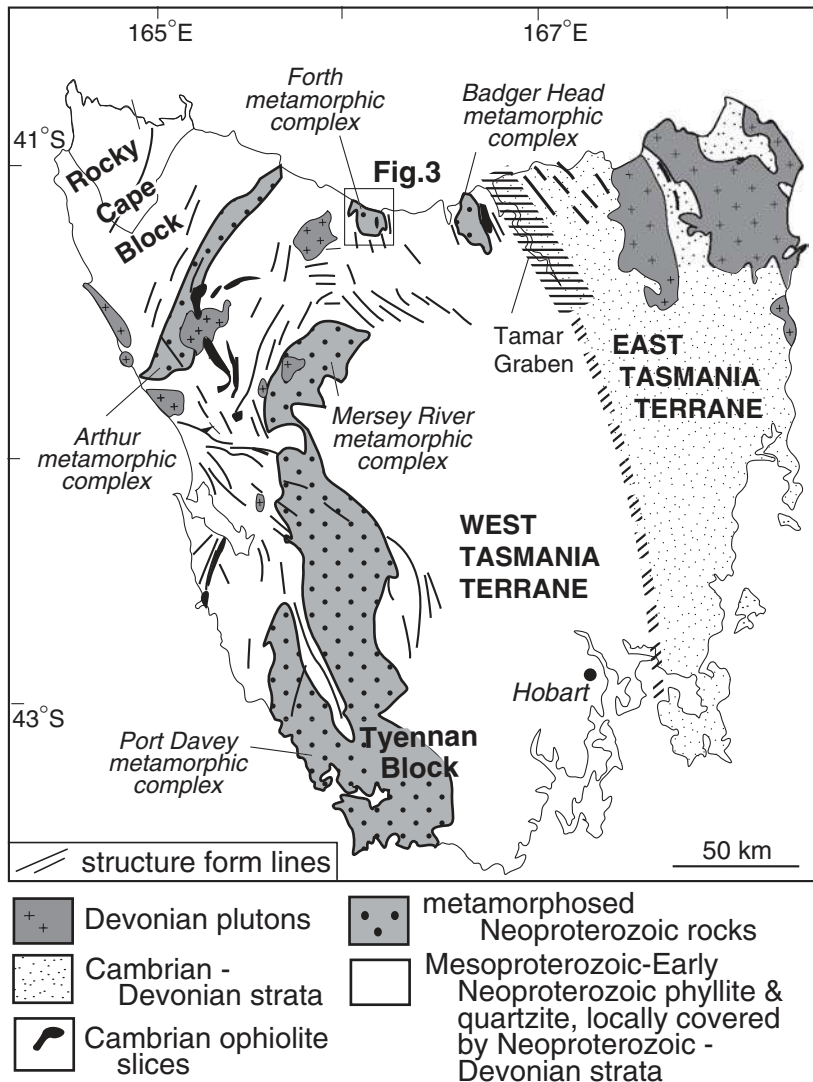 165°E
167°E
41°S
43°S
Forth
metamorphic
complex
Badger Head
metamorphic
complex
Fig.3
Rocky
Cape
Block
Tamar
Graben
EAST
TASMANIA
TERRANE
Arthur
metamorphic
complex
Mersey River
metamorphic
complex
WEST
TASMANIA
TERRANE
Hobart
Port Davey
metamorphic
complex
Tyennan
Block
structure form lines
50 km
Devonian plutons
Cambrian -
Devonian strata
Cambrian ophiolite
slices
metamorphosed
Neoproterozoic rocks
Mesoproterozoic-Early
Neoproterozoic phyllite &
quartzite, locally covered
by Neoproterozoic -
Devonian strata